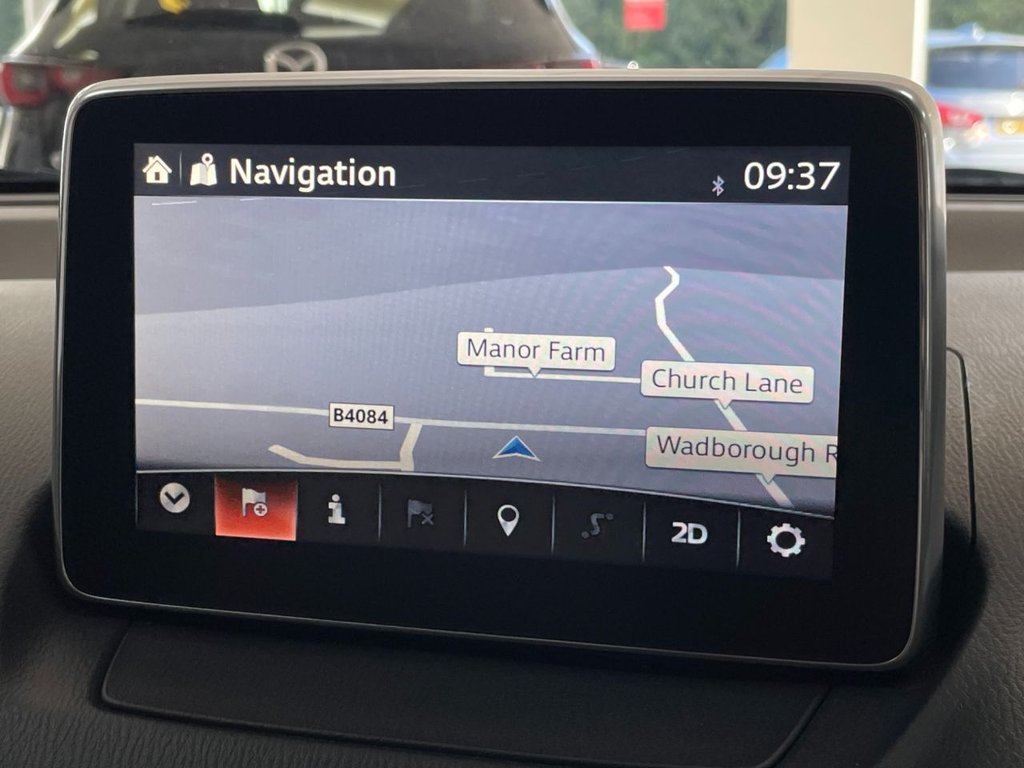 Navigation
09:37
Manor Farm
Church Lane
B4084
Wadborough R
2D